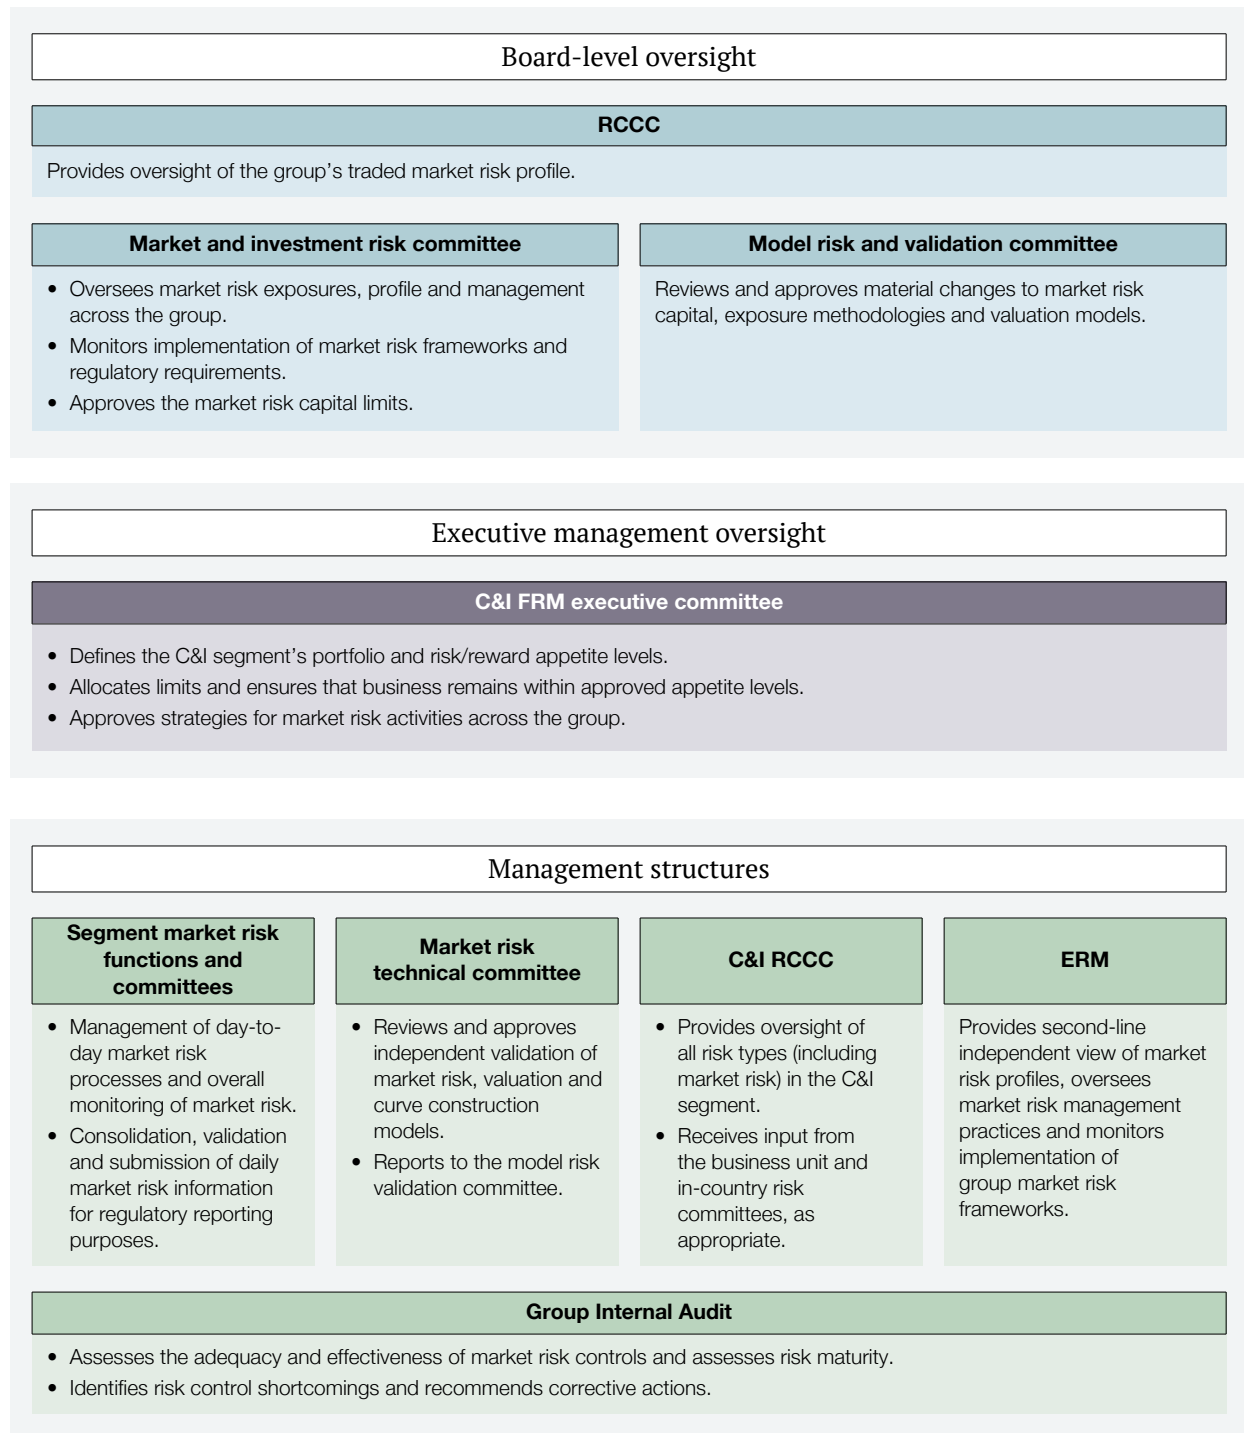 Board-level oversight
RCCC
Provides oversight of the group’s traded market risk profile.
Market and investment risk committee
• Oversees market risk exposures, profile and management
across the group.
• Monitors implementation of market risk frameworks and
regulatory requirements.
• Approves the market risk capital limits.
Model risk and validation committee
Reviews and approves material changes to market risk
capital, exposure methodologies and valuation models.
Executive management oversight
C&I FRM executive committee
• Defines the C&I segment’s portfolio and risk/reward appetite levels.
• Allocates limits and ensures that business remains within approved appetite levels.
• Approves strategies for market risk activities across the group.
Management structures
Segment market risk
functions and
committees
• Management of day-to-
day market risk
processes and overall
monitoring of market risk.
• Consolidation, validation
and submission of daily
market risk information
for regulatory reporting
purposes.
Market risk
technical committee
• Reviews and approves
independent validation of
market risk, valuation and
curve construction
models.
• Reports to the model risk
validation committee.
C&I RCCC
• Provides oversight of
all risk types (including
market risk) in the C&I
segment.
• Receives input from
the business unit and
in-country risk
committees, as
appropriate.
ERM
Provides second-line
independent view of market
risk profiles, oversees
market risk management
practices and monitors
implementation of
group market risk
frameworks.
Group Internal Audit
• Assesses the adequacy and effectiveness of market risk controls and assesses risk maturity.
• Identifies risk control shortcomings and recommends corrective actions.